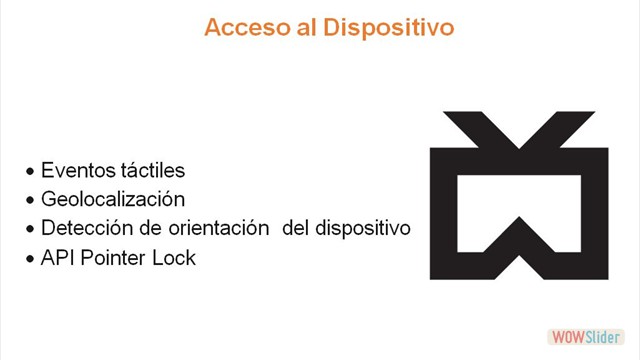 Acceso al Dispositivo
• Eventos táctiles
• Geolocalización
• Detección de orientación del dispositivo
• API Pointer Lock
WOWSlider